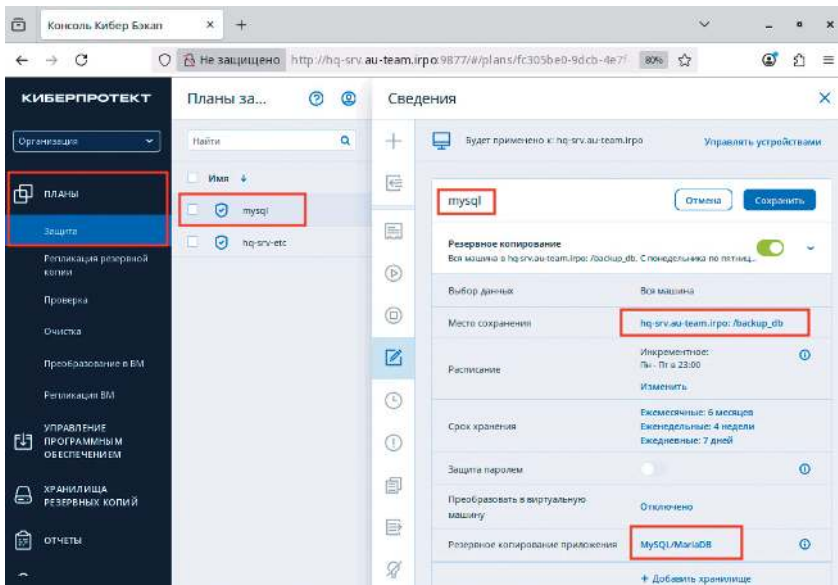 Консоль Кибер Бэкап
Не защищено http://hq-srv.au-team.irpo:9877/#/plans/fc305be0-9dcb-4e7f 80%
КИБЕРПРОТЕКТ
Организация
ПЛАНЫ
Защита
Репликация резервной
копии
Проверка
Очистка
Преобразование в ВМ
Репликация ВМ
УПРАВЛЕНИЕ
ПРОГРАММНЫМ
ОБЕСПЕЧЕНИЕМ
ХРАНИЛИЩА
РЕЗЕРВНЫХ КОПИЙ
ОТЧЕТЫ
Планы за...
Найти
Имя
mysql
hq-srv-etc
Сведения
Будет применено к: hq-srv.au-team.irpo Управлять устройствами
mysql Отмена Сохранить
Резервное копирование
Вся машина в hq-srv.au-team.irpo: /backup_db. С понедельника по пятниц...
Выбор данных Вся машина
Место сохранения hq-srv.au-team.irpo: /backup_db
Расписание Инкрементное:
Пн - Пт в 23:00
Изменить
Срок хранения Ежемесячные: 6 месяцев
Еженедельные: 4 недели
Ежедневные: 7 дней
Защита паролем
Преобразовать в виртуальную
машину Отключено
Резервное копирование приложения MySQL/MariaDB
+ Добавить хранилище